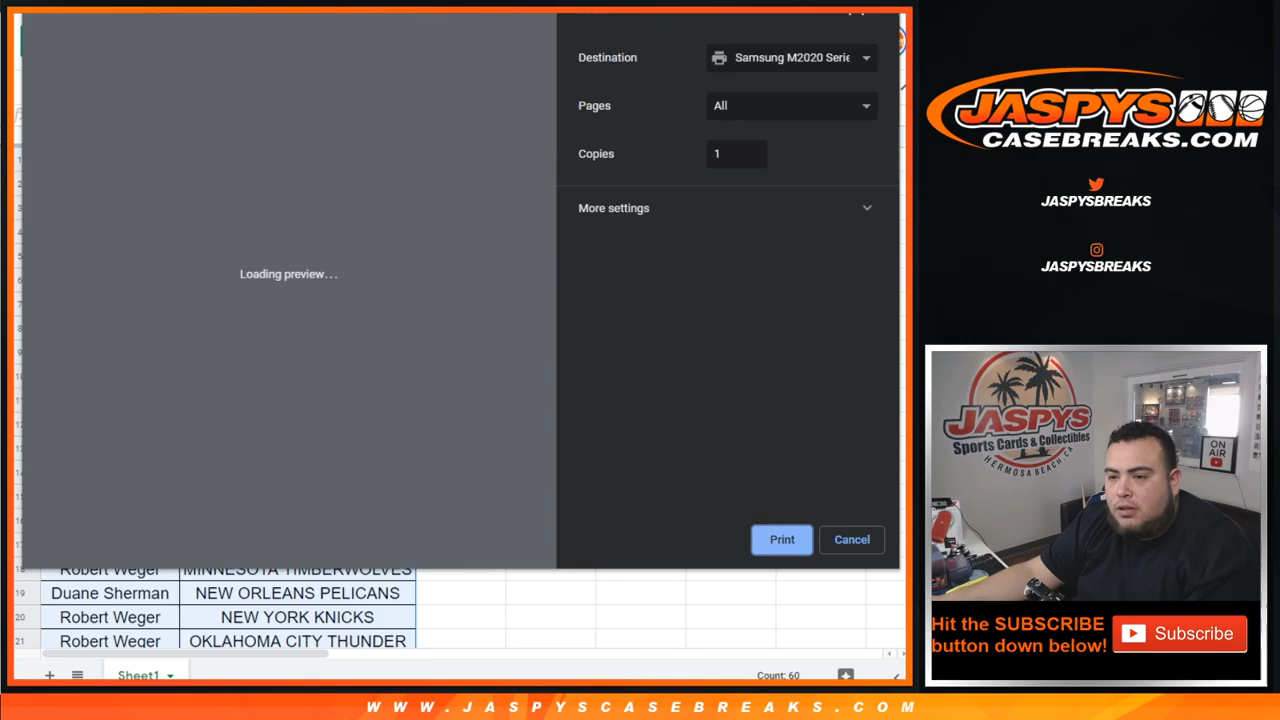 Destination
Samsung M2020 Serie
Pages
All
Copies
1
More settings
Loading preview...
Print
Cancel
18 Robert Weger MINNESOTA TIMBERWOLVES
19 Duane Sherman NEW ORLEANS PELICANS
20 Robert Weger NEW YORK KNICKS
21 Robert Weger OKLAHOMA CITY THUNDER
Sheet1
Count: 60
JASPYS
CASEBREAKS.COM
JASPYSBREAKS
JASPYSBREAKS
JASPYS
Sports Cards & Collectibles
HERMOSA BEACH, CA
ON
AIR
Hit the SUBSCRIBE
button down below!
Subscribe
WWW.JASPYSCASEBREAKS.COM